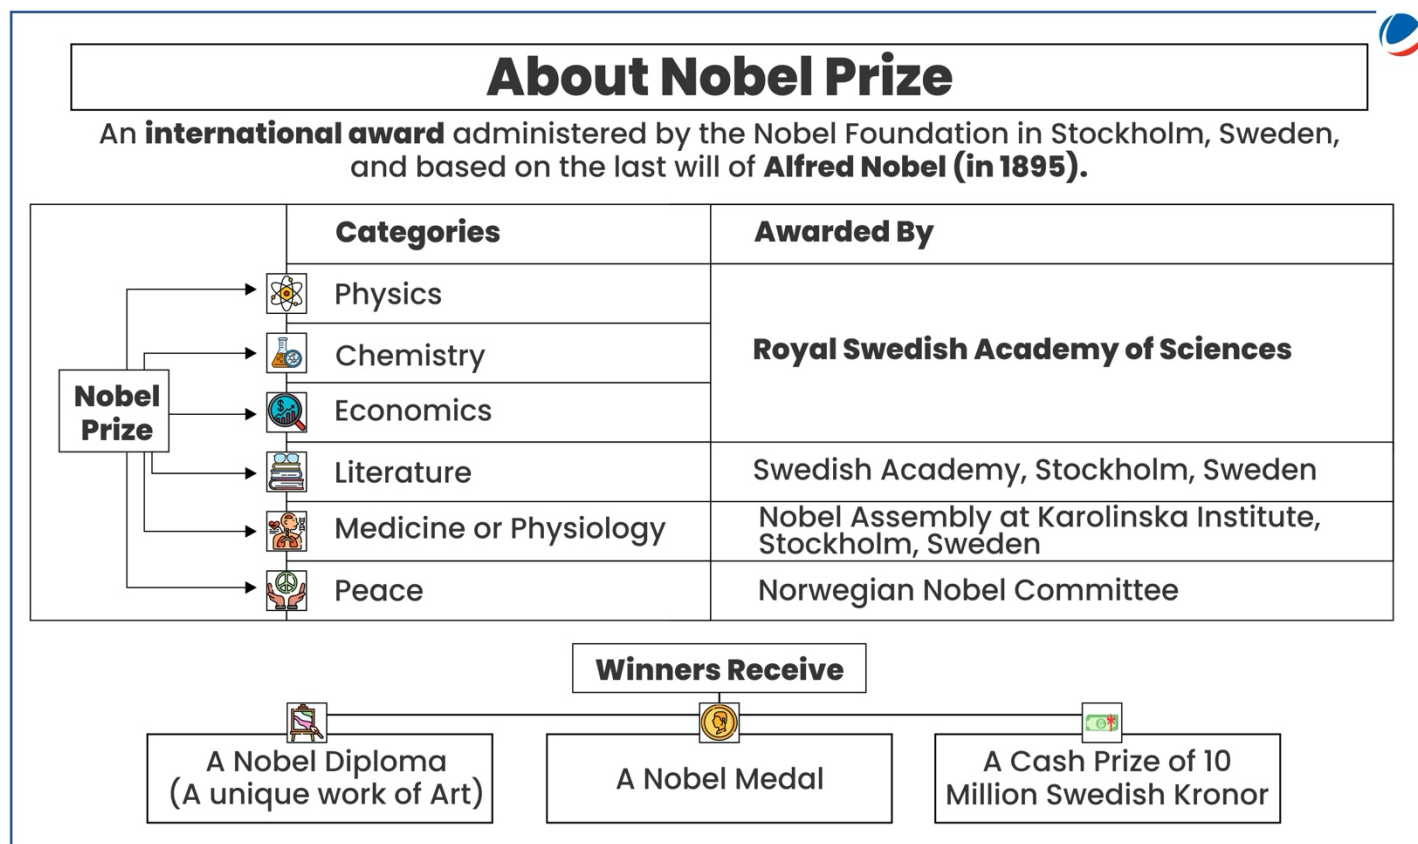 About Nobel Prize
An international award administered by the Nobel Foundation in Stockholm, Sweden,
and based on the last will of Alfred Nobel (in 1895).
Categories
Awarded By
Nobel
Prize
Physics
Chemistry
Economics
Royal Swedish Academy of Sciences
Literature
Swedish Academy, Stockholm, Sweden
Medicine or Physiology
Nobel Assembly at Karolinska Institute,
Stockholm, Sweden
Peace
Norwegian Nobel Committee
Winners Receive
A Nobel Diploma
(A unique work of Art)
A Nobel Medal
A Cash Prize of 10
Million Swedish Kronor